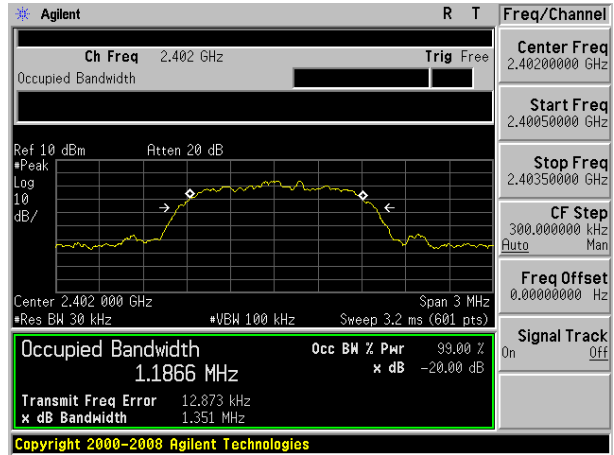 Agilent R T Freq/Channel
Ch Freq 2.402 GHz Trig Free
Occupied Bandwidth
Center Freq
2.40200000 GHz
Start Freq
2.40050000 GHz
Stop Freq
2.40350000 GHz
CF Step
300.000000 kHz
Auto Man
Freq Offset
0.00000000 Hz
Signal Track
On Off
Ref 10 dBm Atten 20 dB
#Peak
Log
10
dB/
Center 2.402 000 GHz Span 3 MHz
#Res BW 30 kHz #VBW 100 kHz Sweep 3.2 ms (601 pts)
Occupied Bandwidth Occ BW % Pwr 99.00 %
1.1866 MHz x dB -20.00 dB
Transmit Freq Error 12.873 kHz
x dB Bandwidth 1.351 MHz
Copyright 2000-2008 Agilent Technologies